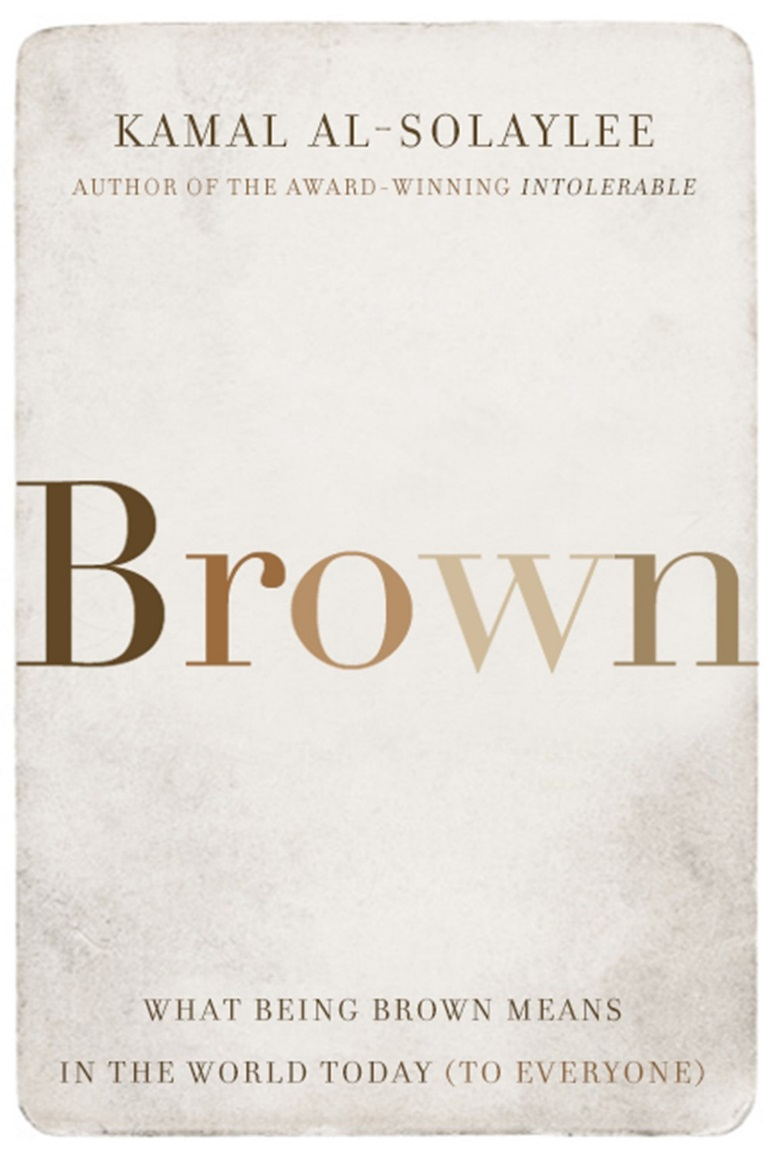 KAMAL AL-SOLAYLEE
AUTHOR OF THE AWARD-WINNING INTOLERABLE
Brown
WHAT BEING BROWN MEANS
IN THE WORLD TODAY (TO EVERYONE)